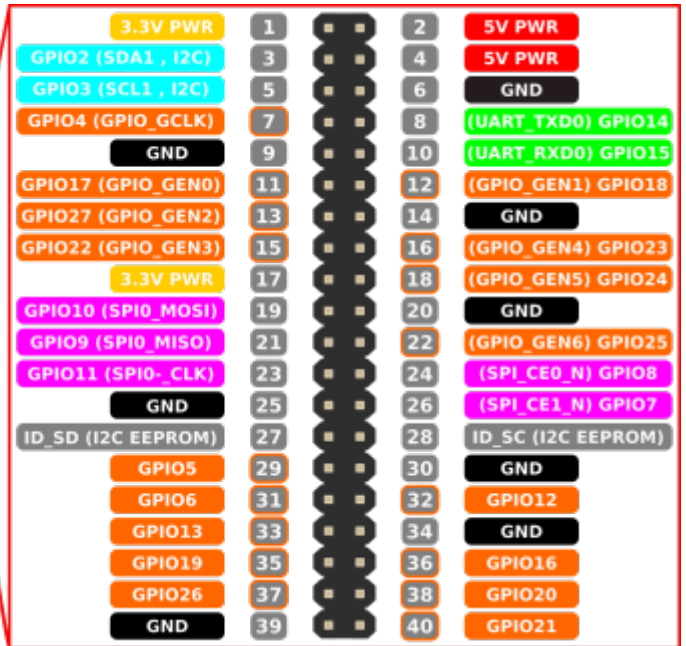 3.3V PWR 1 2 5V PWR
GPIO2 (SDA1 , I2C) 3 4 5V PWR
GPIO3 (SCL1 , I2C) 5 6 GND
GPIO4 (GPIO_GCLK) 7 8 (UART_TXD0) GPIO14
GND 9 10 (UART_RXD0) GPIO15
GPIO17 (GPIO_GEN0) 11 12 (GPIO_GEN1) GPIO18
GPIO27 (GPIO_GEN2) 13 14 GND
GPIO22 (GPIO_GEN3) 15 16 (GPIO_GEN4) GPIO23
3.3V PWR 17 18 (GPIO_GEN5) GPIO24
GPIO10 (SPI0_MOSI) 19 20 GND
GPIO9 (SPI0_MISO) 21 22 (GPIO_GEN6) GPIO25
GPIO11 (SPI0-_CLK) 23 24 (SPI_CE0_N) GPIO8
GND 25 26 (SPI_CE1_N) GPIO7
ID_SD (I2C EEPROM) 27 28 ID_SC (I2C EEPROM)
GPIO5 29 30 GND
GPIO6 31 32 GPIO12
GPIO13 33 34 GND
GPIO19 35 36 GPIO16
GPIO26 37 38 GPIO20
GND 39 40 GPIO21